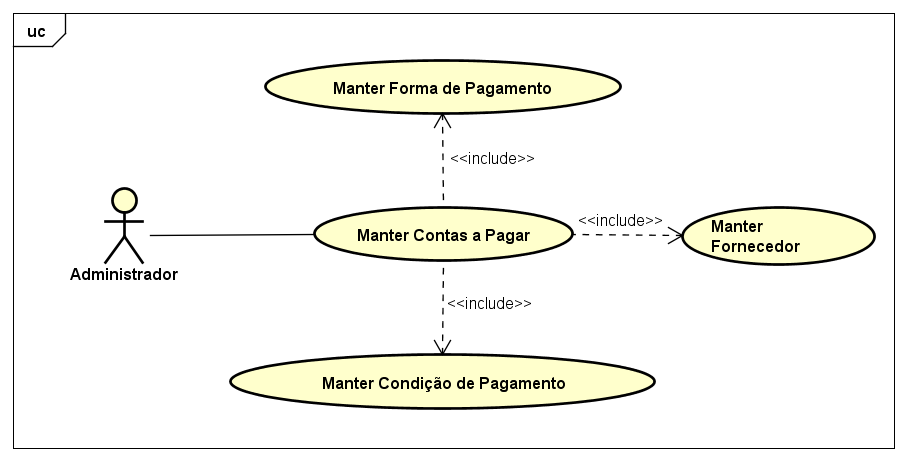 uc
Manter Forma de Pagamento
<<include>>
Manter Contas a Pagar
<<include>>
Manter
Fornecedor
Administrador
<<include>>
Manter Condição de Pagamento